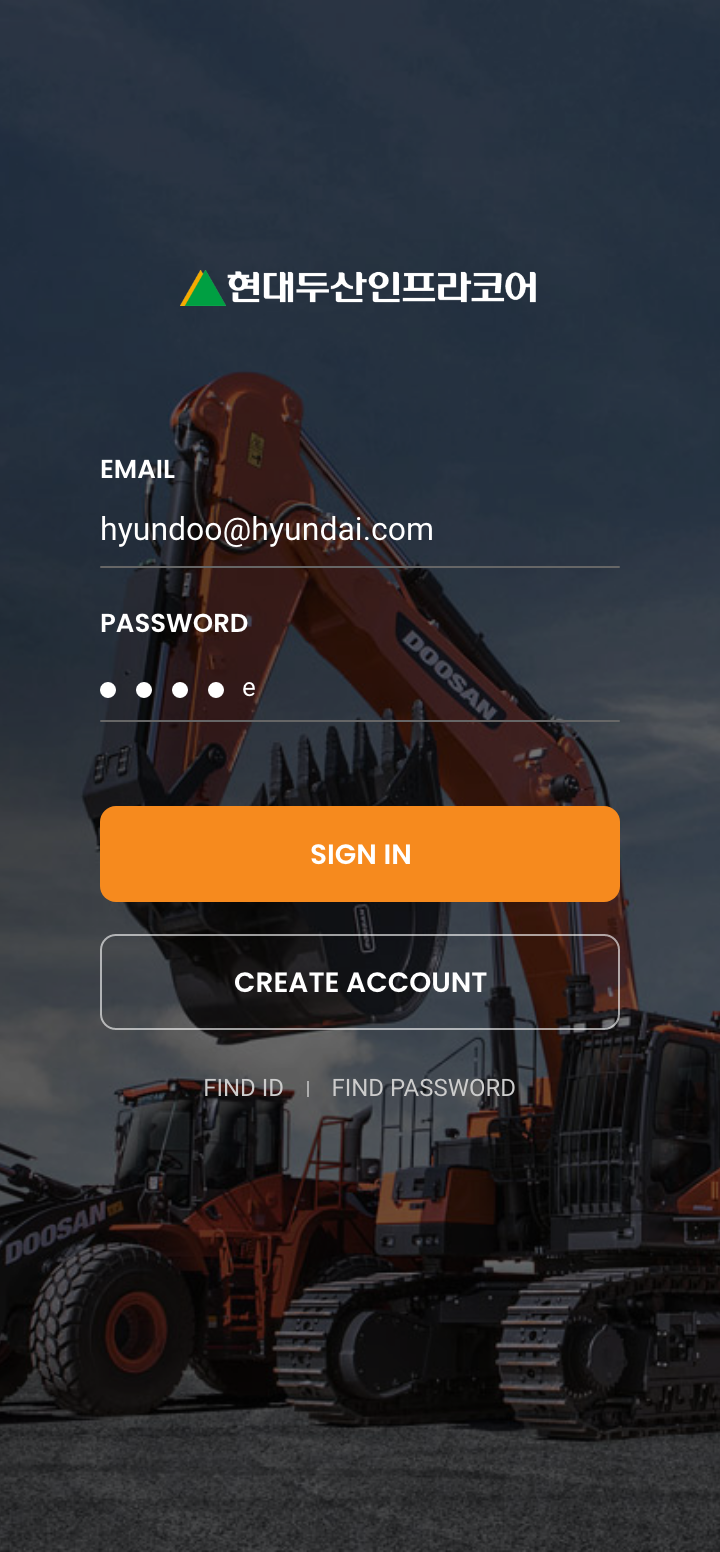 현대두산인프라코어
EMAIL
hyundoo@hyundai.com
PASSWORD
●●●● e
DOOSAN
SIGN IN
CREATE ACCOUNT
FIND ID | FIND PASSWORD
DOOSAN